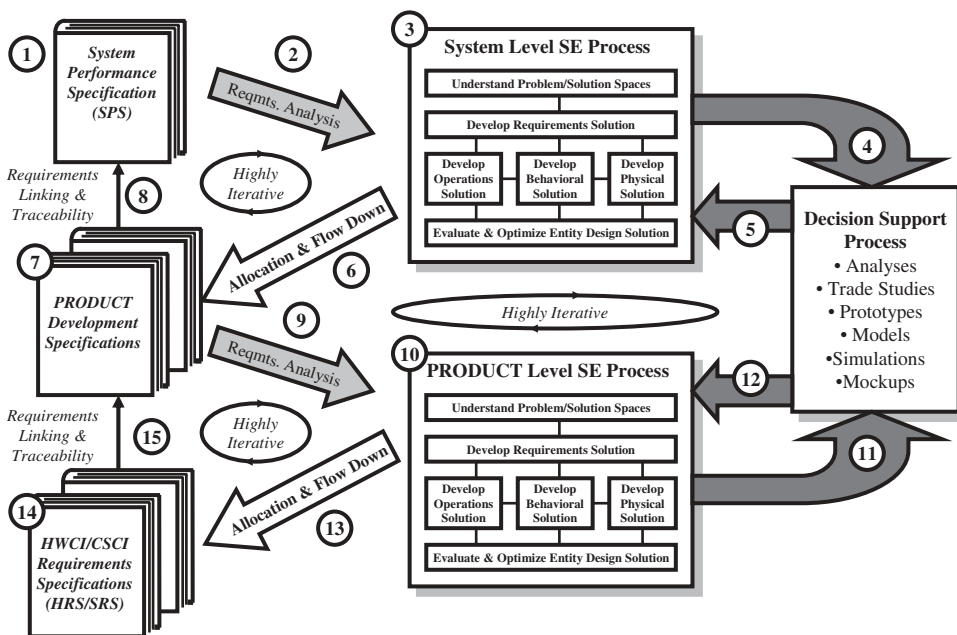 1
System
Performance
Specification
(SPS)
2
Reqmts. Analysis
3
System Level SE Process
Understand Problem/Solution Spaces
Develop Requirements Solution
Develop
Operations
Solution
Develop
Behavioral
Solution
Develop
Physical
Solution
Evaluate & Optimize Entity Design Solution
4
5
Decision Support
Process
• Analyses
• Trade Studies
• Prototypes
• Models
•Simulations
•Mockups
Requirements
Linking &
Traceability
8
Highly
Iterative
Allocation & Flow Down
6
7
PRODUCT
Development
Specifications
9
Reqmts. Analysis
Highly Iterative
10
PRODUCT Level SE Process
Understand Problem/Solution Spaces
Develop Requirements Solution
Develop
Operations
Solution
Develop
Behavioral
Solution
Develop
Physical
Solution
Evaluate & Optimize Entity Design Solution
12
11
Requirements
Linking &
Traceability
15
Highly
Iterative
Allocation & Flow Down
13
14
HWCI/CSCI
Requirements
Specifications
(HRS/SRS)